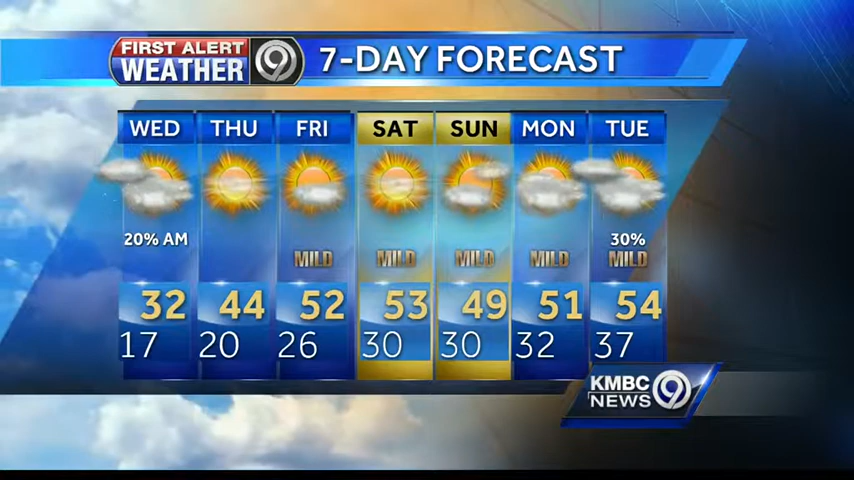 FIRST ALERT
WEATHER 9
7-DAY FORECAST
WED THU FRI SAT SUN MON TUE
20% AM 30%
MILD MILD MILD MILD MILD
32 44 52 53 49 51 54
17 20 26 30 30 32 37
KMBC 9
NEWS